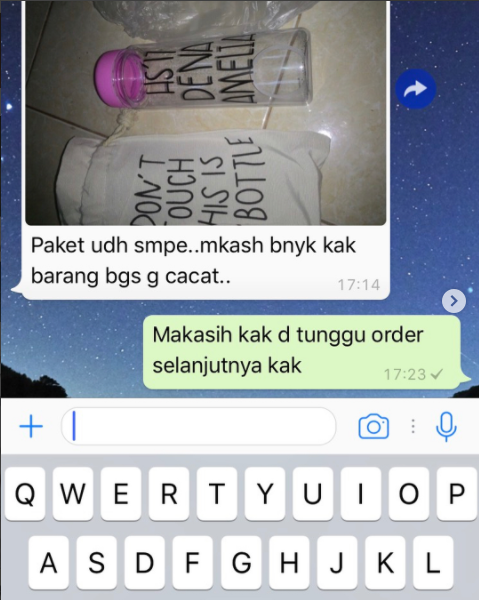 DENA
AMELIA
DON'T
TOUCH
THIS IS
BOTTLE
Paket udh smpe..mkash bnyk kak
barang bgs g cacat..
17:14
Makasih kak d tunggu order
selanjutnya kak
17:23
Q W E R T Y U I O P
A S D F G H J K L